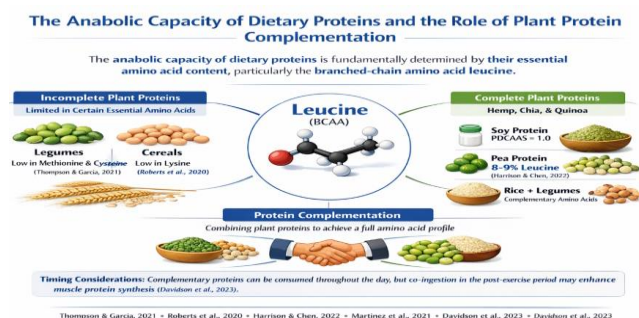 The Anabolic Capacity of Dietary Proteins and the Role of Plant Protein
Complementation
The anabolic capacity of dietary proteins is fundamentally determined by their essential
amino acid content, particularly the branched-chain amino acid leucine.
Incomplete Plant Proteins
Limited in Certain Essential Amino Acids
Legumes
Low in Methionine & Cysteine
(Thompson & Garcia, 2021)
Cereals
Low in Lysine
(Roberts et al., 2020)
Leucine
(BCAA)
Complete Plant Proteins
Hemp, Chia, & Quinoa
Soy Protein
PDCAAS = 1.0
Pea Protein
8–9% Leucine
(Harrison & Chen, 2022)
Rice + Legumes
Complementary Amino Acids
Protein Complementation
Combining plant proteins to achieve a full amino acid profile
Timing Considerations: Complementary proteins can be consumed throughout the day, but co-ingestion in the post-exercise period may enhance
muscle protein synthesis (Davidson et al., 2023).
Thompson & Garcia, 2021 • Roberts et al., 2020 • Harrison & Chen, 2022 • Martinez et al., 2021 • Davidson et al., 2023 • Davidson et al., 2023